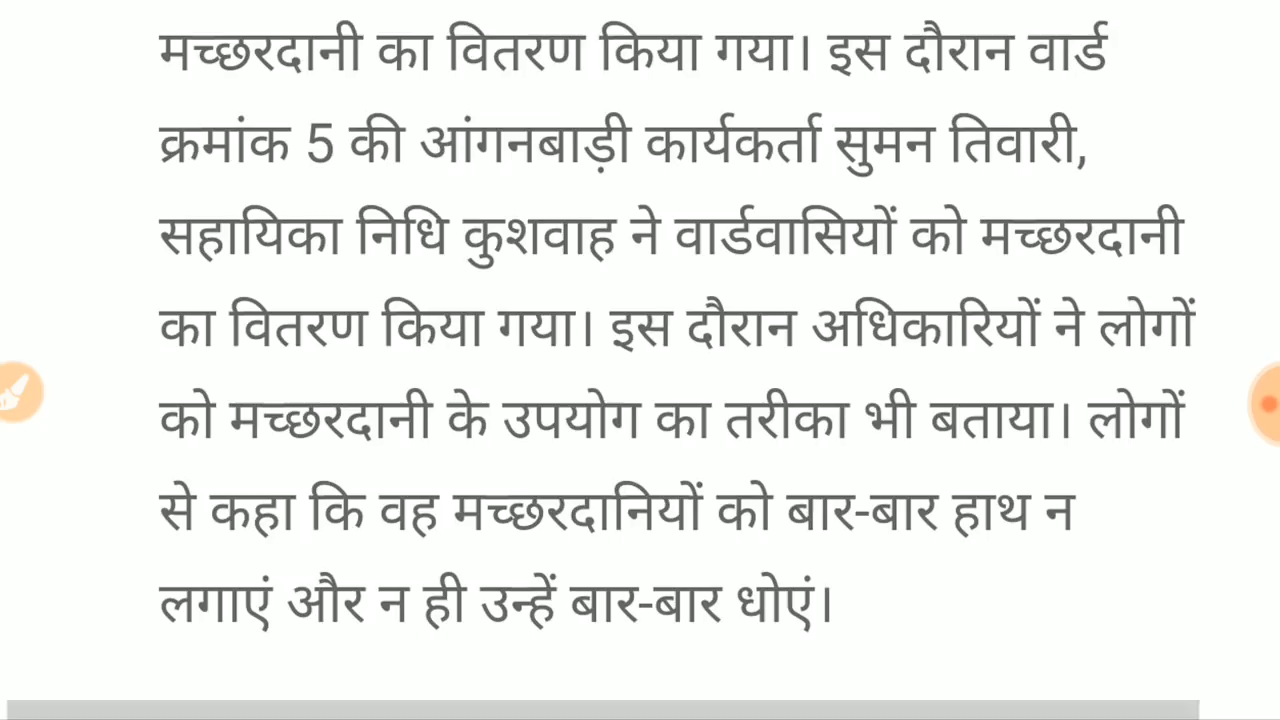 मच्छरदानी का वितरण किया गया। इस दौरान वार्ड
क्रमांक 5 की आंगनबाड़ी कार्यकर्ता सुमन तिवारी,
सहायिका निधि कुशवाह ने वार्डवासियों को मच्छरदानी
का वितरण किया गया। इस दौरान अधिकारियों ने लोगों
को मच्छरदानी के उपयोग का तरीका भी बताया। लोगों
से कहा कि वह मच्छरदानियों को बार-बार हाथ न
लगाएं और न ही उन्हें बार-बार धोएं।